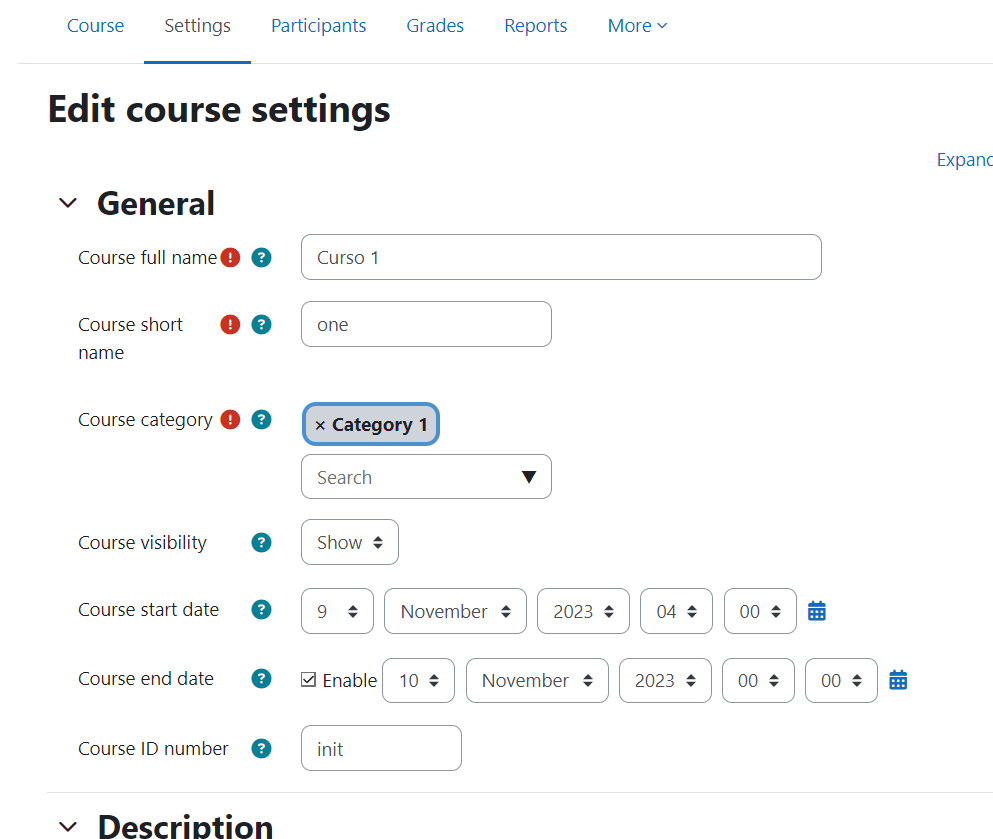 Course Settings Participants Grades Reports More
Edit course settings
Expand
General
Course full name ! ? Curso 1
Course short name ! ? one
Course category ! ? × Category 1
Search
Course visibility ? Show
Course start date ? 9 November 2023 04 00
Course end date ? Enable 10 November 2023 00 00
Course ID number ? init
Description